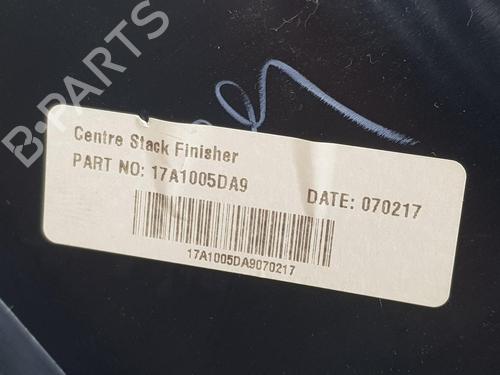 B-PARTS
Centre Stack Finisher
PART NO: 17A1005DA9
DATE: 070217
17A1005DA9070217